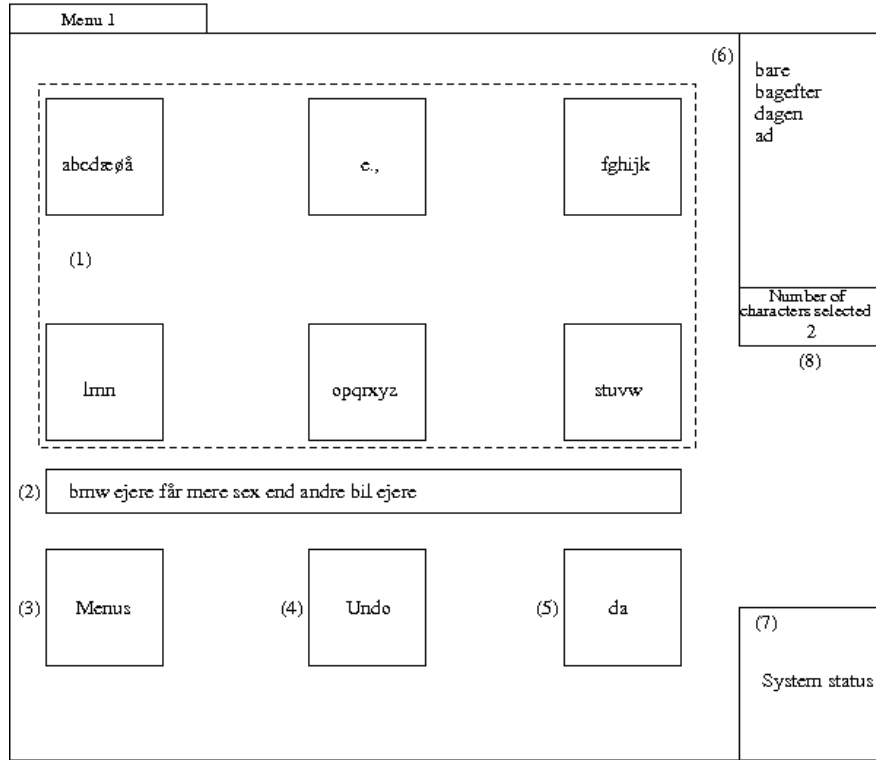 Menu 1
(6)
bare
bagefter
dagen
ad
abcdæøå
e.,
fghijk
(1)
Number of
characters selected
2
(8)
lmn
opqrxyz
stuvw
(2)
bmw ejere får mere sex end andre bil ejere
(3)
Menus
(4)
Undo
(5)
da
(7)
System status